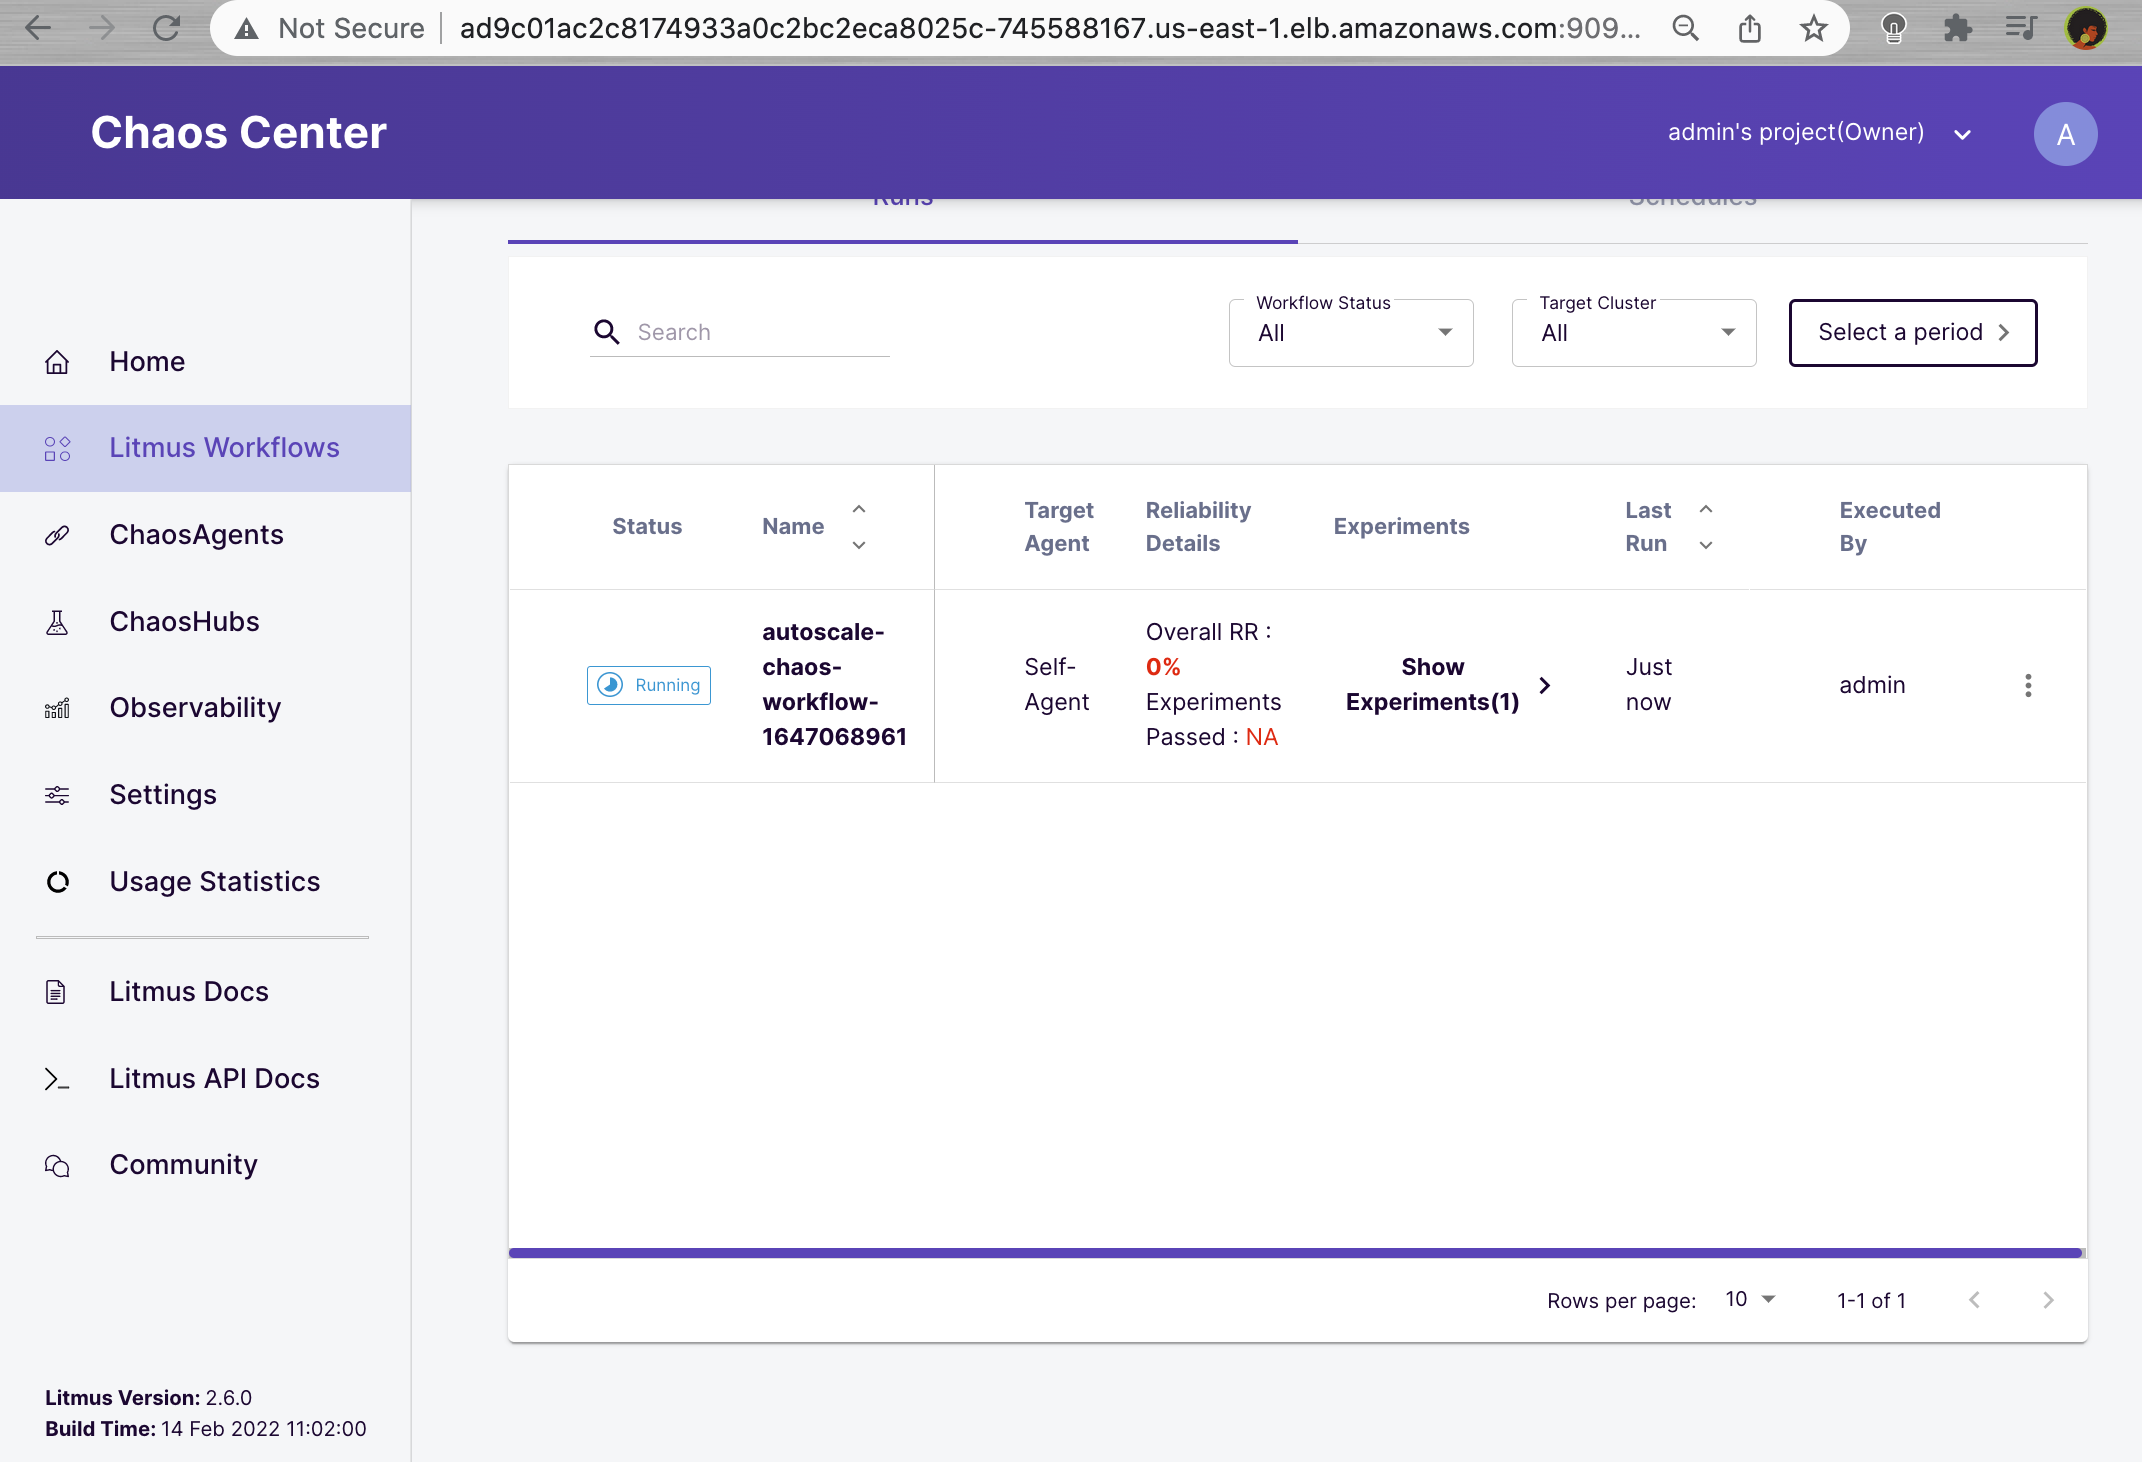 Not Secure
ad9c01ac2c8174933a0c2bc2eca8025c-745588167.us-east-1.elb.amazonaws.com:909...
Chaos Center
admin's project(Owner)
A
Runs
Schedules
Home
Litmus Workflows
ChaosAgents
ChaosHubs
Observability
Settings
Usage Statistics
Litmus Docs
Litmus API Docs
Community
Litmus Version: 2.6.0
Build Time: 14 Feb 2022 11:02:00
Search
Workflow Status
All
Target Cluster
All
Select a period
Status
Name
Target
Agent
Reliability
Details
Experiments
Last
Run
Executed
By
Running
autoscale-
chaos-
workflow-
1647068961
Self-
Agent
Overall RR :
0%
Experiments
Passed : NA
Show
Experiments(1)
Just
now
admin
Rows per page:
10
1-1 of 1